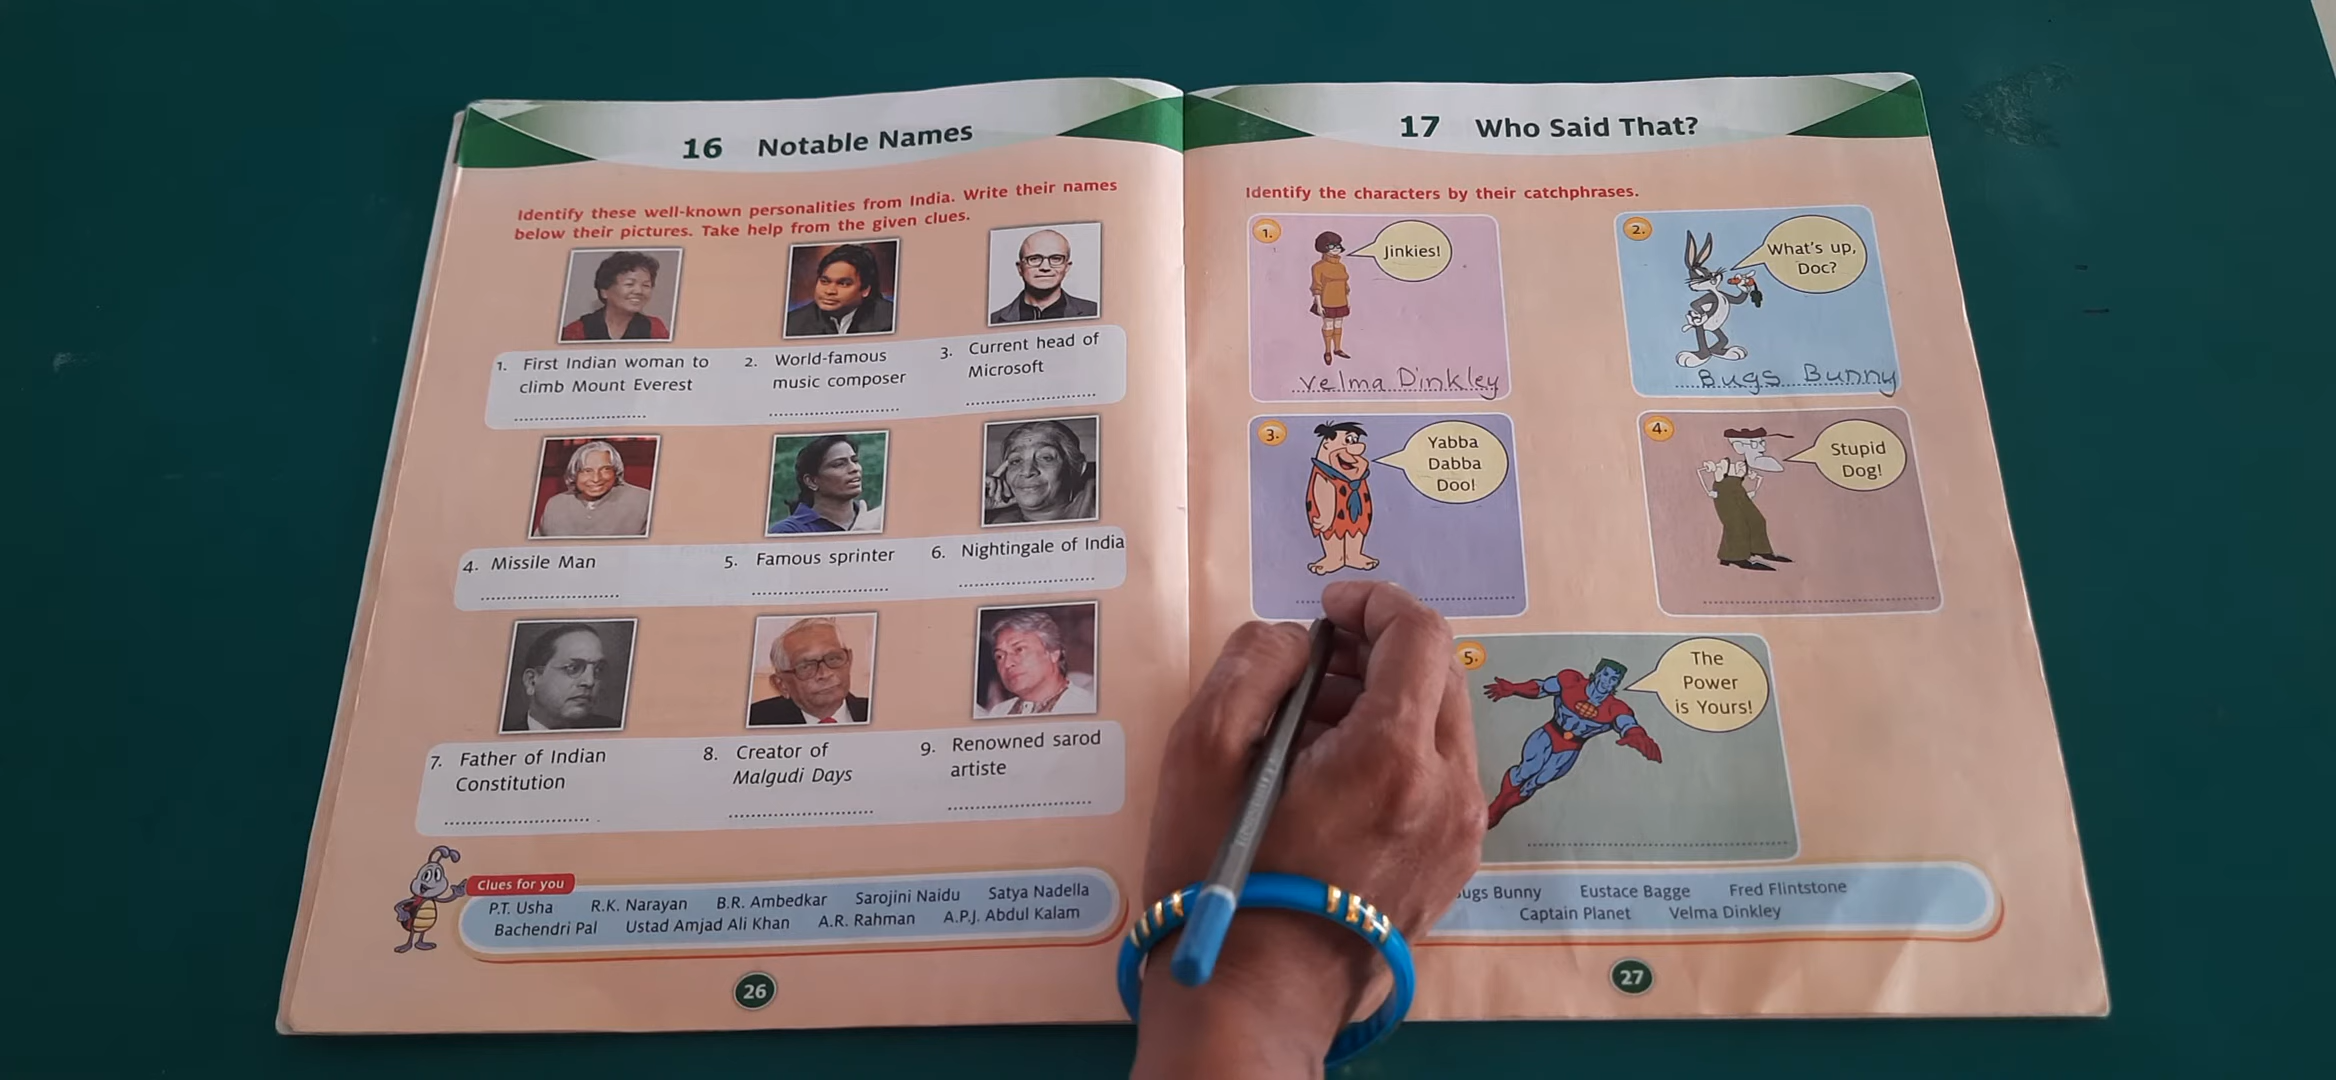 16 Notable Names
Identify these well-known personalities from India. Write their names
below their pictures. Take help from the given clues.
1. First Indian woman to
climb Mount Everest
2. World-famous
music composer
3. Current head of
Microsoft
4. Missile Man
5. Famous sprinter
6. Nightingale of India
7. Father of Indian
Constitution
8. Creator of
Malgudi Days
9. Renowned sarod
artiste
Clues for you
P.T. Usha R.K. Narayan B.R. Ambedkar Sarojini Naidu Satya Nadella
Bachendri Pal Ustad Amjad Ali Khan A.R. Rahman A.P.J. Abdul Kalam
26
17 Who Said That?
Identify the characters by their catchphrases.
1.
Jinkies!
Velma Dinkley
2.
What's up,
Doc?
Bugs Bunny
3.
Yabba
Dabba
Doo!
4.
Stupid
Dog!
5.
The
Power
is Yours!
Bunny Eustace Bagge Fred Flintstone
Captain Planet Velma Dinkley
27